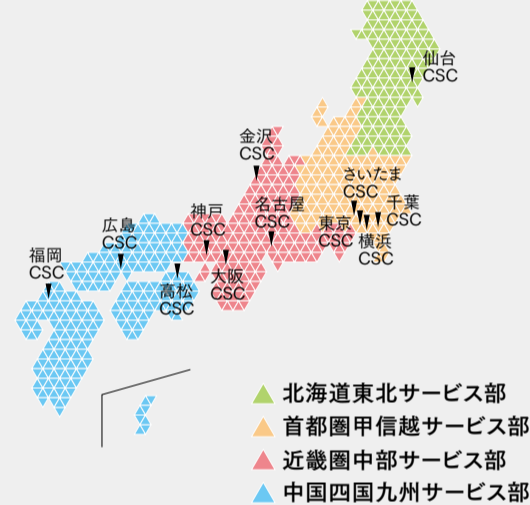 仙台
CSC
金沢
CSC
さいたま
CSC
千葉
CSC
神戸
CSC
名古屋
CSC
東京
CSC
横浜
CSC
広島
CSC
福岡
CSC
大阪
CSC
高松
CSC
北海道東北サービス部
首都圏甲信越サービス部
近畿圏中部サービス部
中国四国九州サービス部